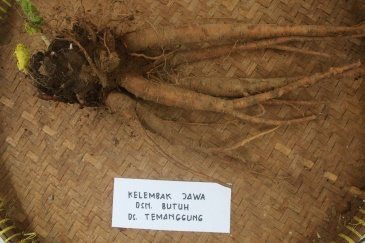 KELEMBAK JAWA
DSN. BUTUH
DS. TEMANGGUNG